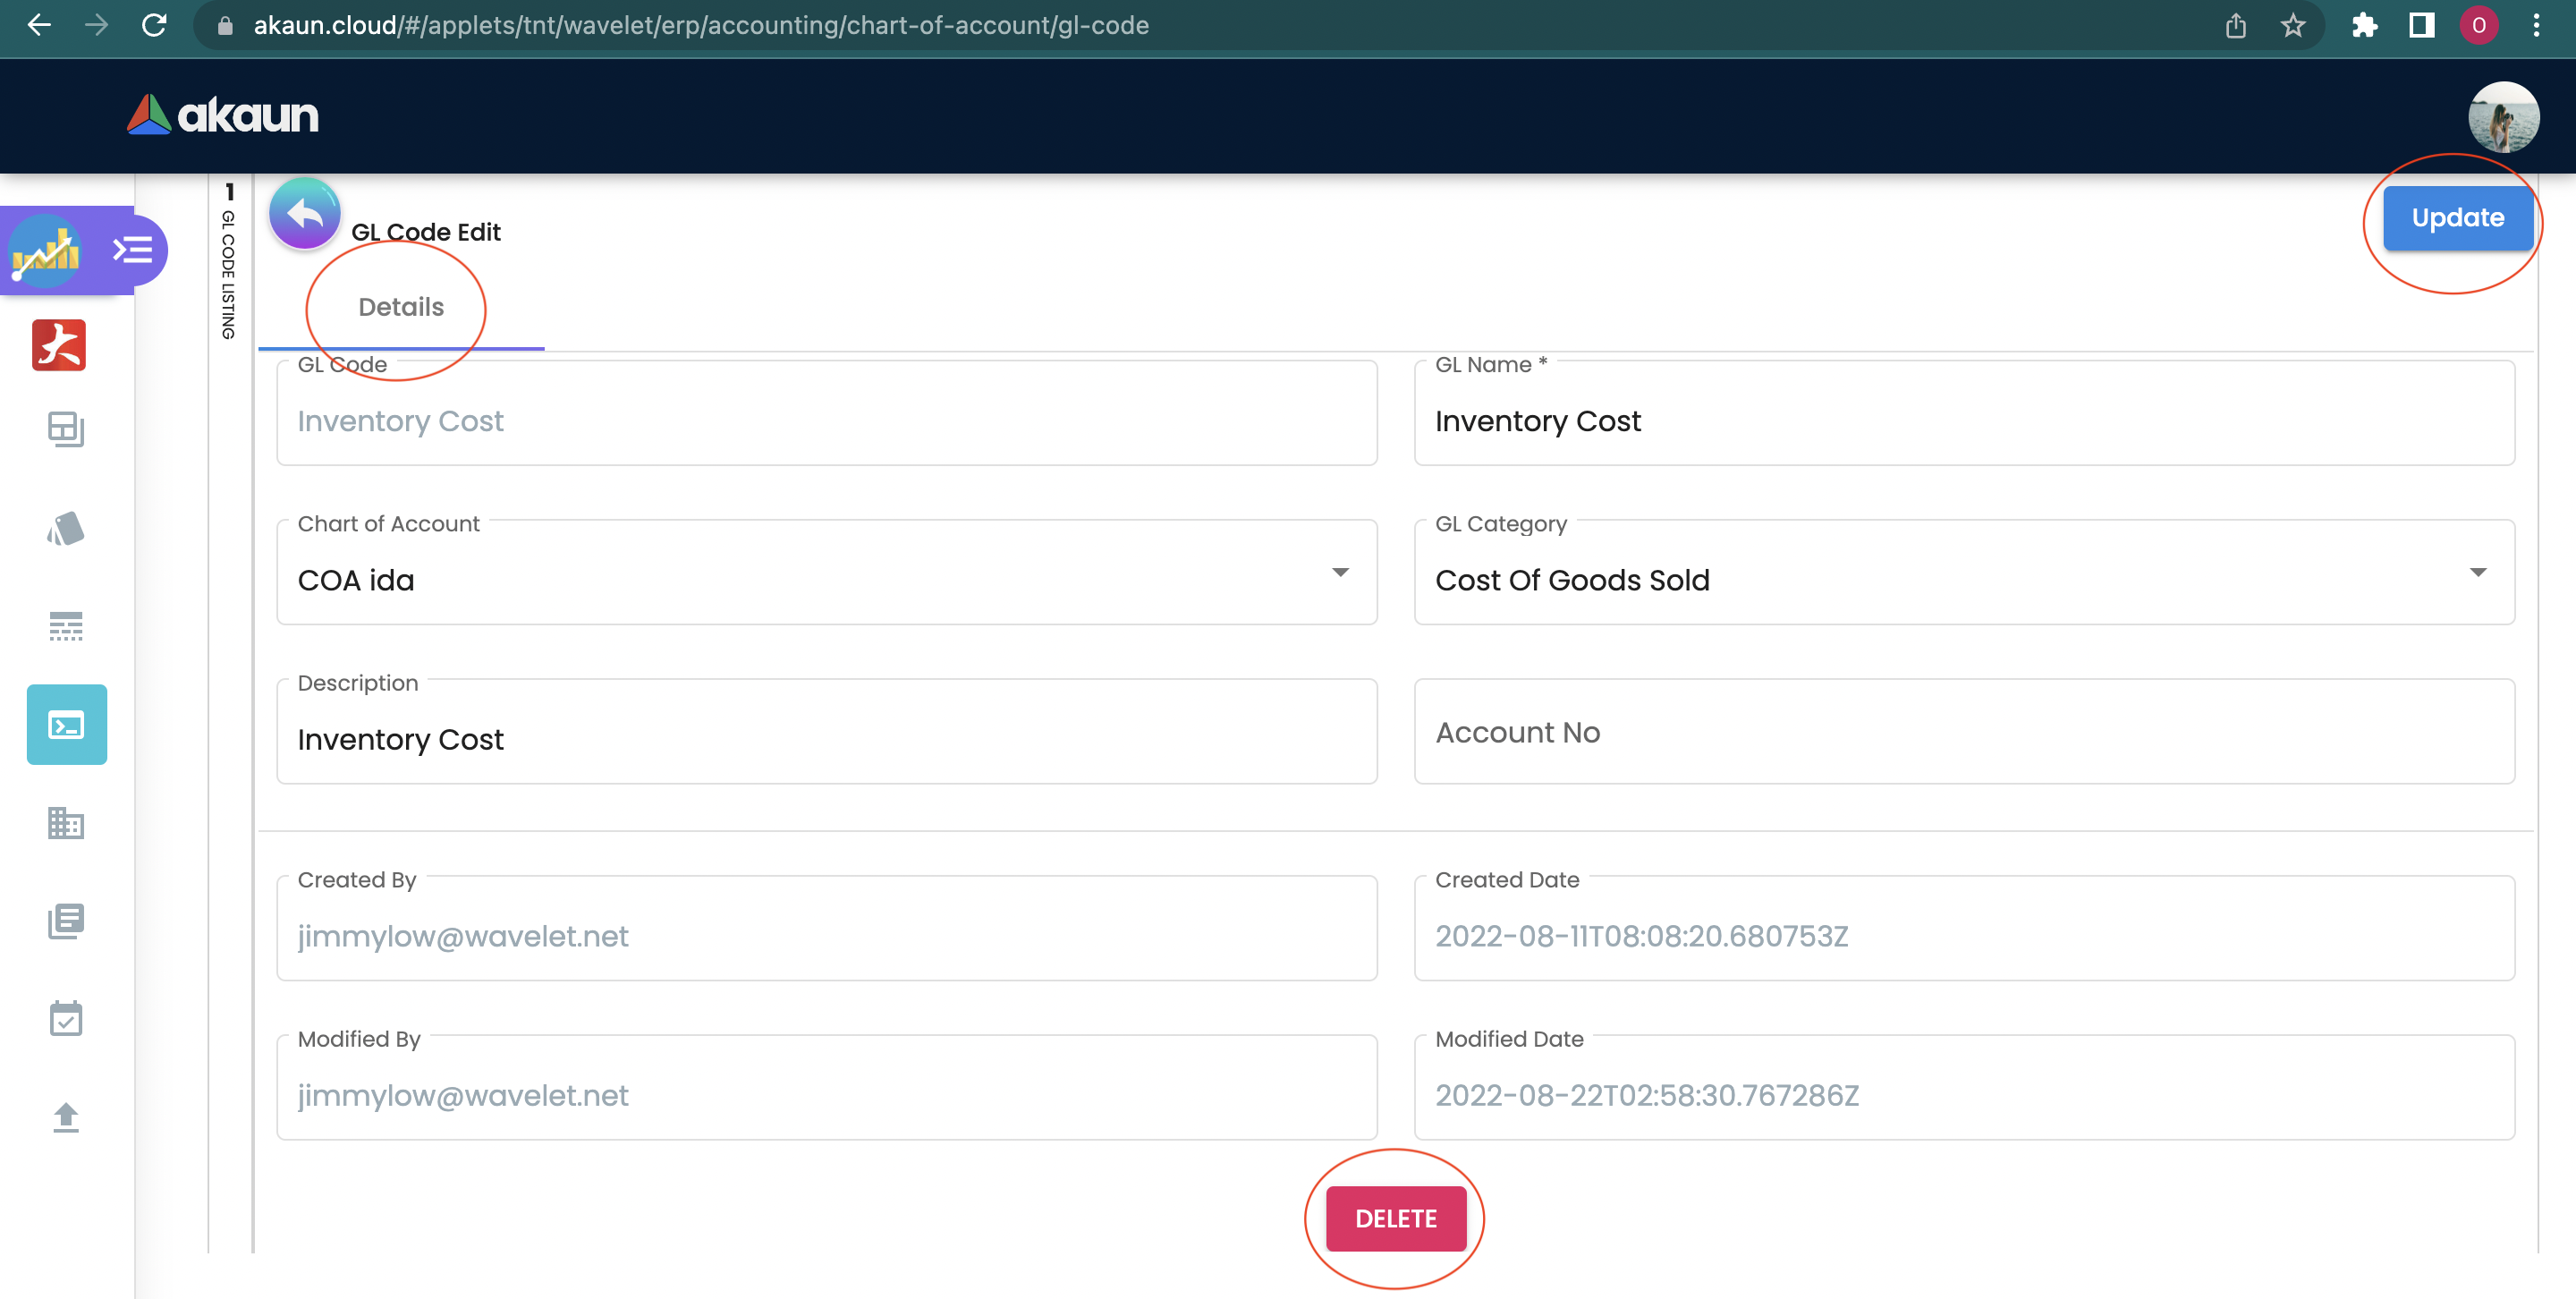 akaun.cloud/#/applets/tnt/wavelet/erp/accounting/chart-of-account/gl-code
O
akaun
1 GL CODE LISTING
GL Code Edit
Update
Details
GL Code
Inventory Cost
GL Name *
Inventory Cost
Chart of Account
COA ida
GL Category
Cost Of Goods Sold
Description
Inventory Cost
Account No
Created By
jimmylow@wavelet.net
Created Date
2022-08-11T08:08:20.680753Z
Modified By
jimmylow@wavelet.net
Modified Date
2022-08-22T02:58:30.767286Z
DELETE